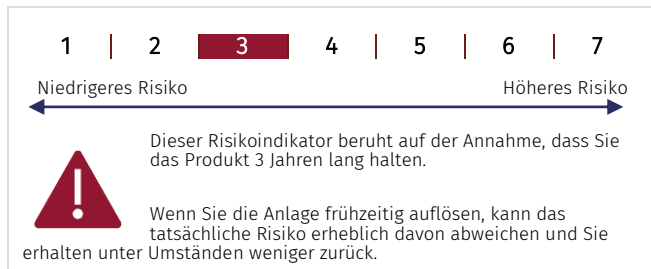 1 | 2 | 3 | 4 | 5 | 6 | 7
Niedrigeres Risiko Höheres Risiko
Dieser Risikoindikator beruht auf der Annahme, dass Sie
das Produkt 3 Jahren lang halten.
Wenn Sie die Anlage frühzeitig auflösen, kann das
tatsächliche Risiko erheblich davon abweichen und Sie
erhalten unter Umständen weniger zurück.